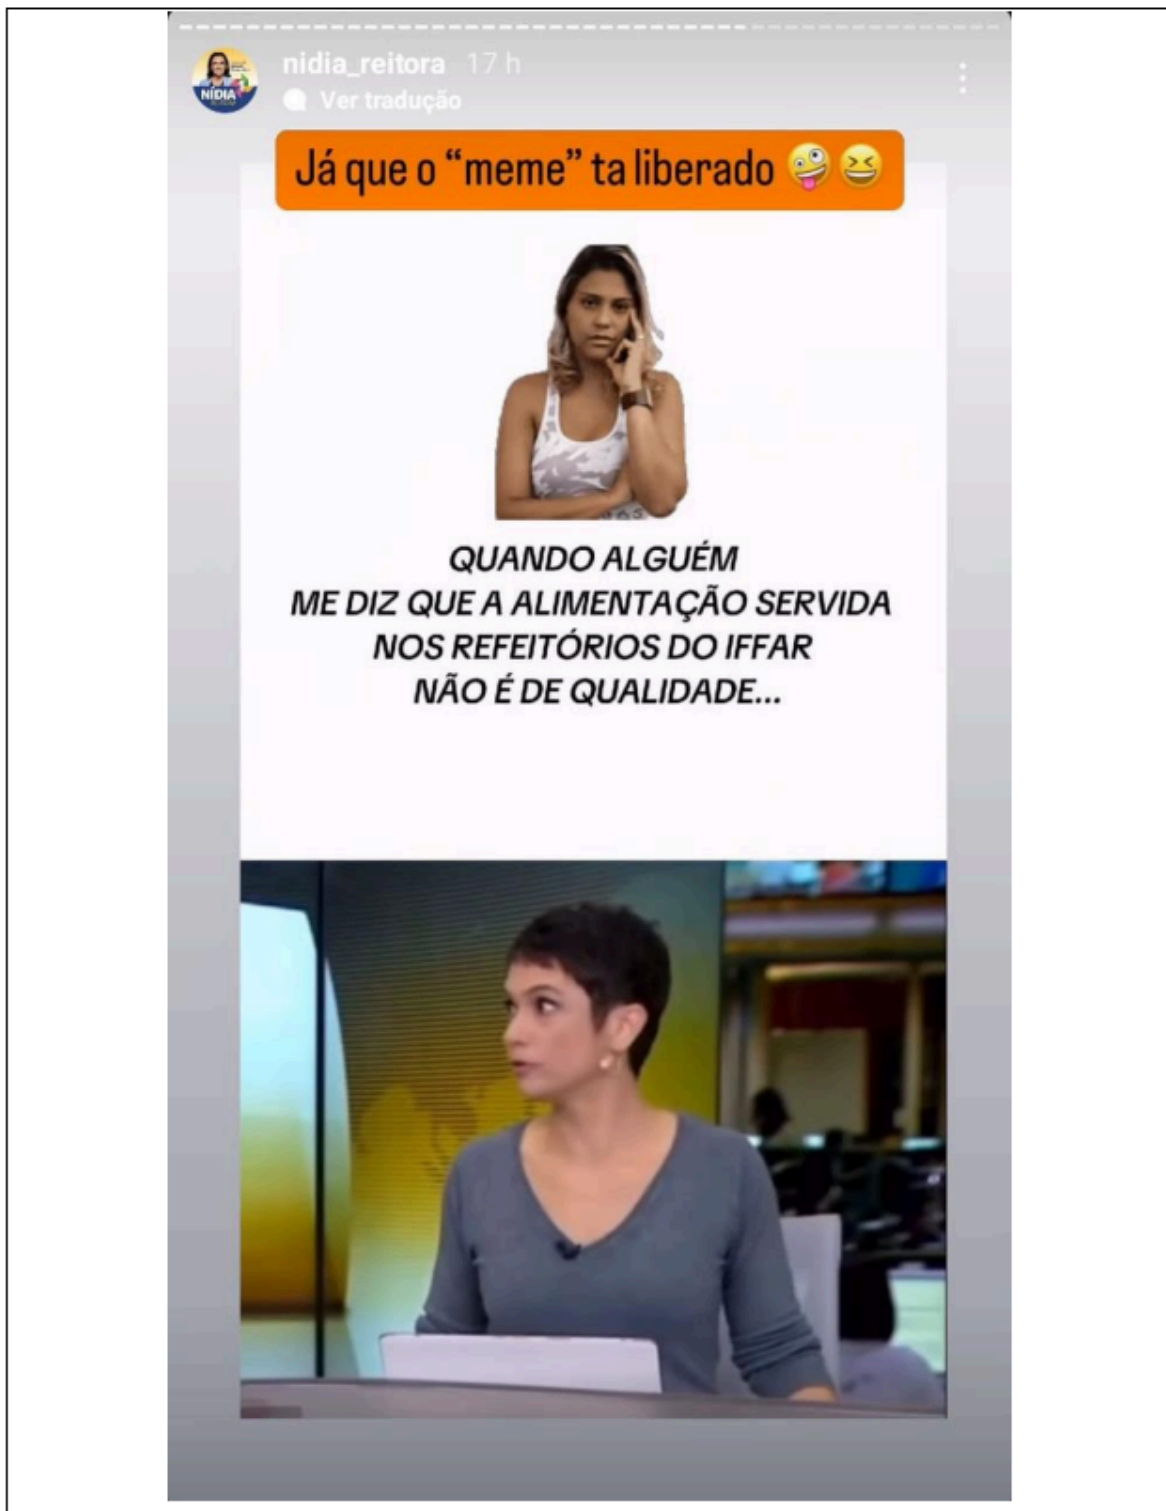 nidia_reitora 17 h
Ver tradução
NÍDIA
Já que o “meme” ta liberado 🤪😆
QUANDO ALGUÉM
ME DIZ QUE A ALIMENTAÇÃO SERVIDA
NOS REFEITÓRIOS DO IFFAR
NÃO É DE QUALIDADE...